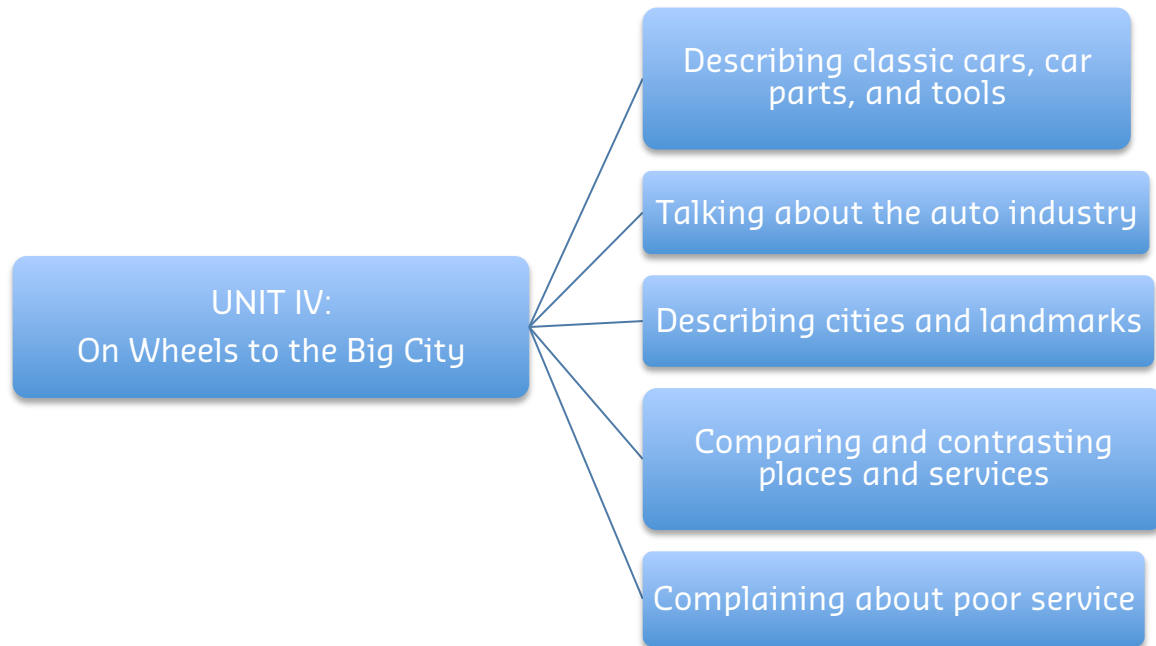 UNIT IV:
On Wheels to the Big City
Describing classic cars, car
parts, and tools
Talking about the auto industry
Describing cities and landmarks
Comparing and contrasting
places and services
Complaining about poor service